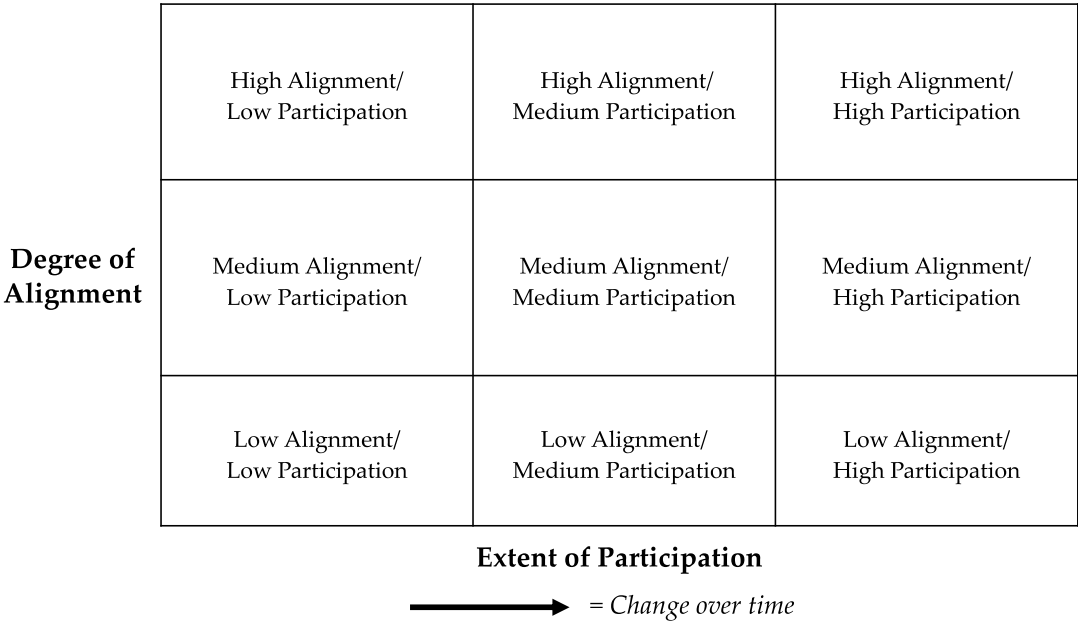 High Alignment/
Low Participation
High Alignment/
Medium Participation
High Alignment/
High Participation
Degree of
Alignment
Medium Alignment/
Low Participation
Medium Alignment/
Medium Participation
Medium Alignment/
High Participation
Low Alignment/
Low Participation
Low Alignment/
Medium Participation
Low Alignment/
High Participation
Extent of Participation
= Change over time